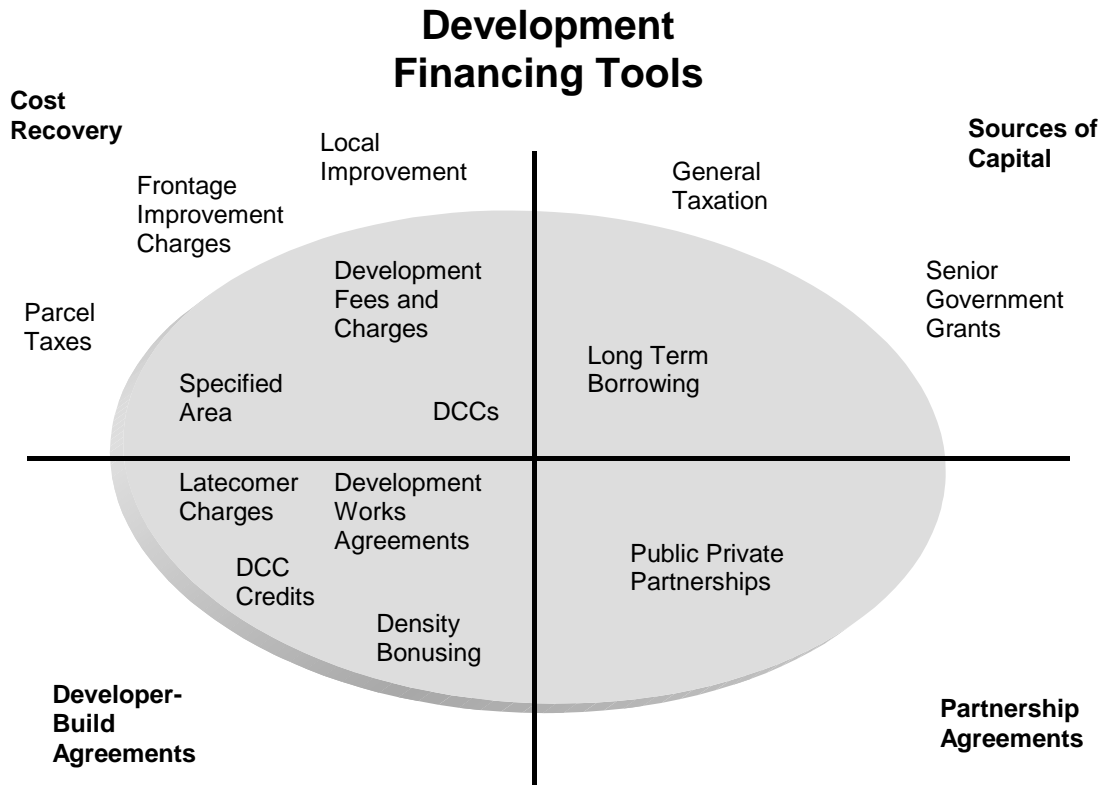 Development
Financing Tools
Cost
Recovery
Sources of
Capital
Local
Improvement
General
Taxation
Frontage
Improvement
Charges
Development
Fees and
Charges
Senior
Government
Grants
Parcel
Taxes
Long Term
Borrowing
Specified
Area
DCCs
Latecomer
Charges
Development
Works
Agreements
Public Private
Partnerships
DCC
Credits
Density
Bonusing
Developer-
Build
Agreements
Partnership
Agreements